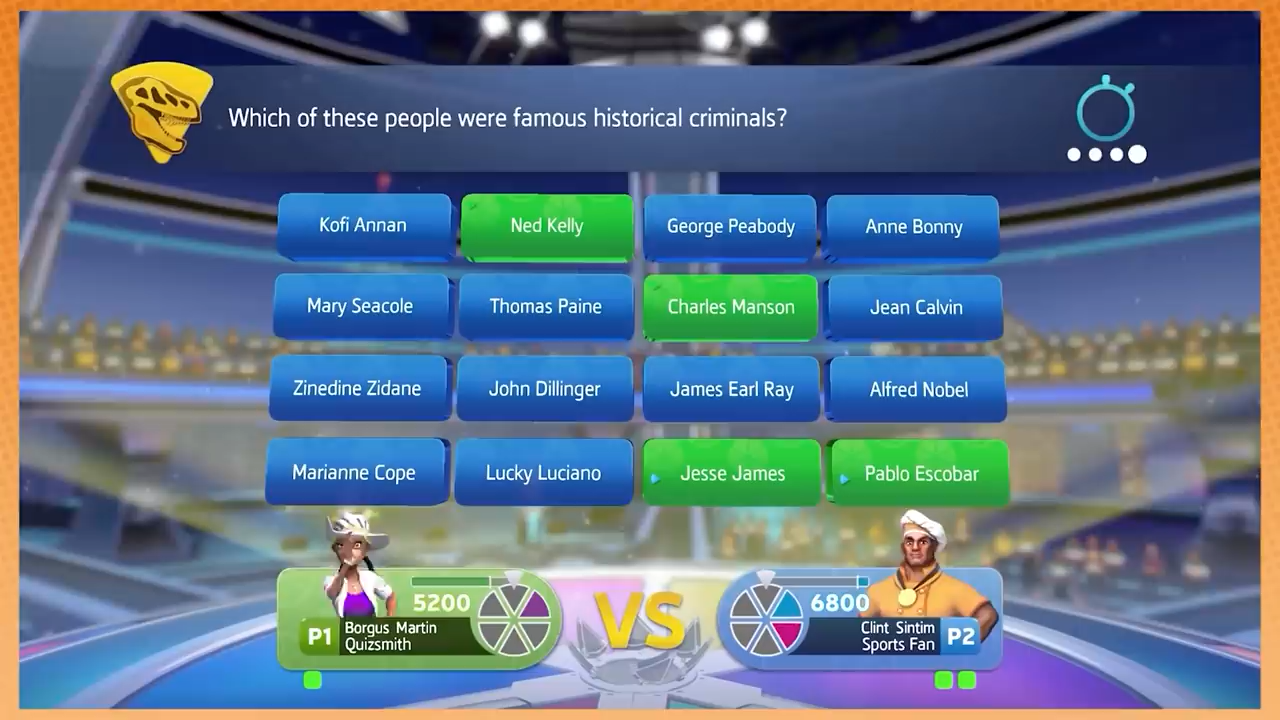 Which of these people were famous historical criminals?
Kofi Annan
Ned Kelly
George Peabody
Anne Bonny
Mary Seacole
Thomas Paine
Charles Manson
Jean Calvin
Zinedine Zidane
John Dillinger
James Earl Ray
Alfred Nobel
Marianne Cope
Lucky Luciano
Jesse James
Pablo Escobar
5200
P1
Borgus Martin
Quizsmith
VS
6800
Clint Sintim
Sports Fan
P2